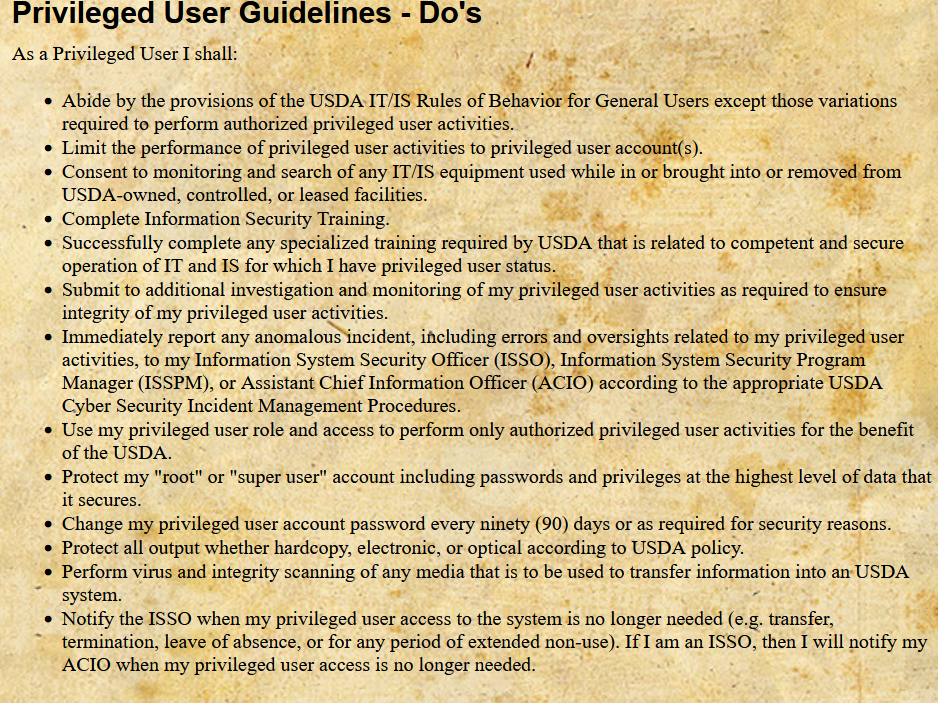 Privileged User Guidelines - Do's
As a Privileged User I shall:
• Abide by the provisions of the USDA IT/IS Rules of Behavior for General Users except those variations
required to perform authorized privileged user activities.
• Limit the performance of privileged user activities to privileged user account(s).
• Consent to monitoring and search of any IT/IS equipment used while in or brought into or removed from
USDA-owned, controlled, or leased facilities.
• Complete Information Security Training.
• Successfully complete any specialized training required by USDA that is related to competent and secure
operation of IT and IS for which I have privileged user status.
• Submit to additional investigation and monitoring of my privileged user activities as required to ensure
integrity of my privileged user activities.
• Immediately report any anomalous incident, including errors and oversights related to my privileged user
activities, to my Information System Security Officer (ISSO), Information System Security Program
Manager (ISSPM), or Assistant Chief Information Officer (ACIO) according to the appropriate USDA
Cyber Security Incident Management Procedures.
• Use my privileged user role and access to perform only authorized privileged user activities for the benefit
of the USDA.
• Protect my "root" or "super user" account including passwords and privileges at the highest level of data that
it secures.
• Change my privileged user account password every ninety (90) days or as required for security reasons.
• Protect all output whether hardcopy, electronic, or optical according to USDA policy.
• Perform virus and integrity scanning of any media that is to be used to transfer information into an USDA
system.
• Notify the ISSO when my privileged user access to the system is no longer needed (e.g. transfer,
termination, leave of absence, or for any period of extended non-use). If I am an ISSO, then I will notify my
ACIO when my privileged user access is no longer needed.